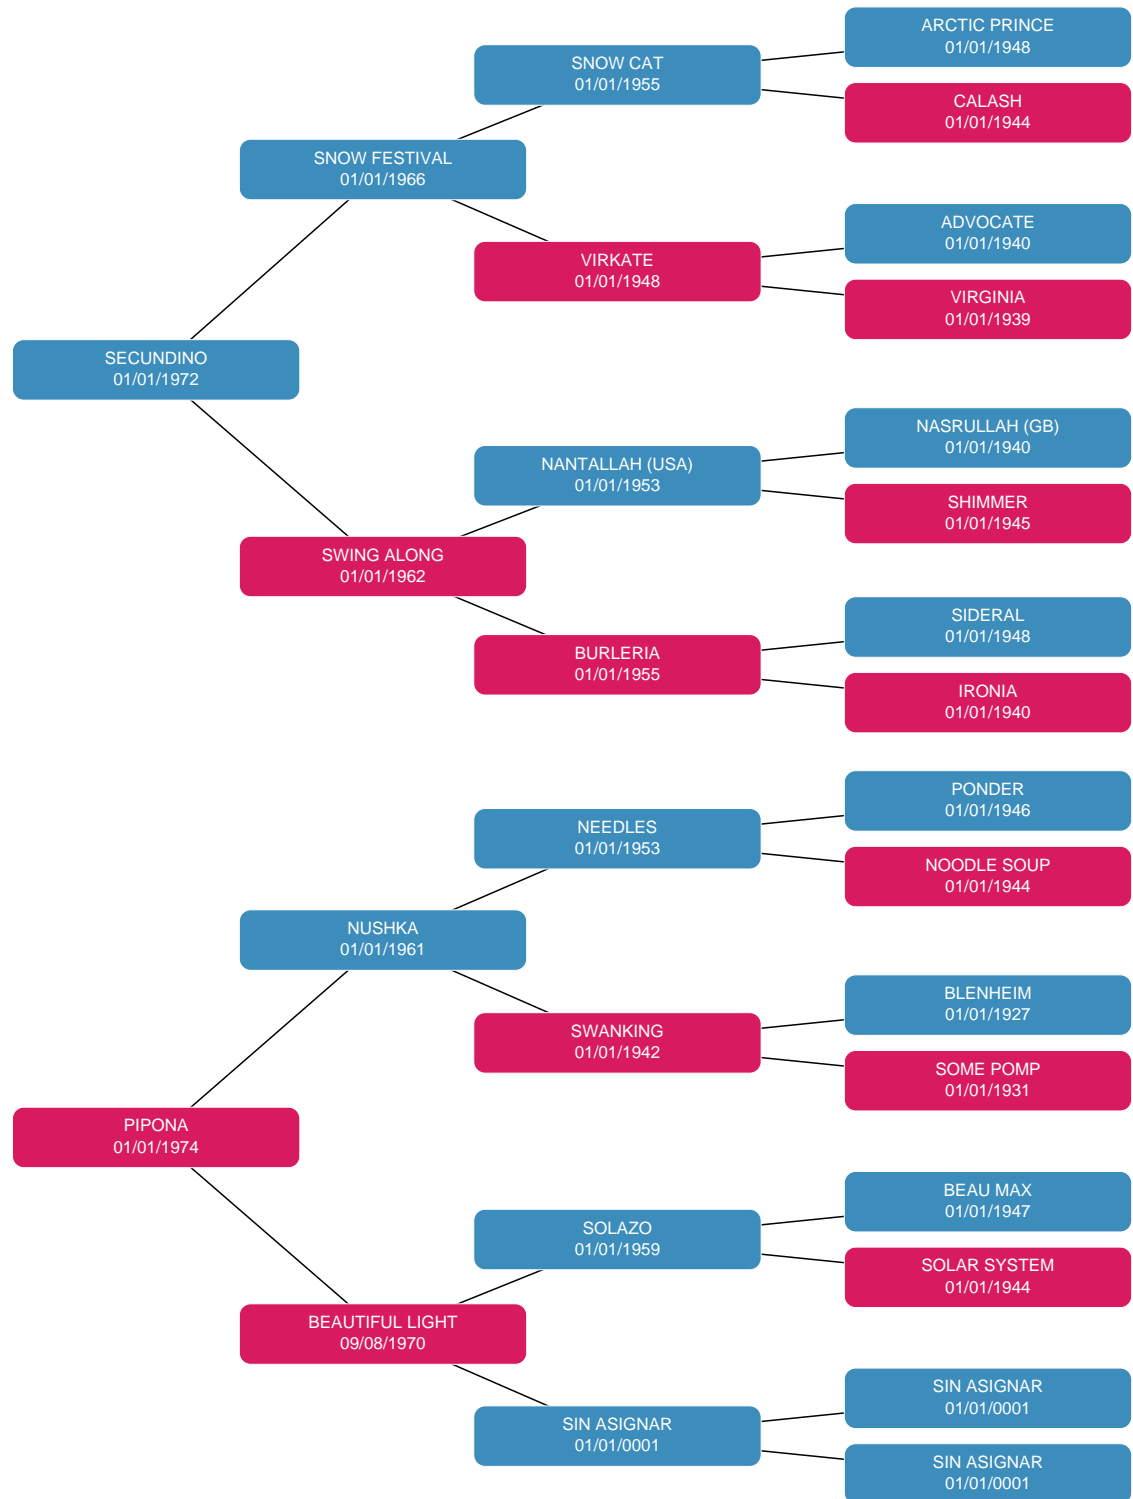 ARCTIC PRINCE
01/01/1948
SNOW CAT
01/01/1955
CALASH
01/01/1944
SNOW FESTIVAL
01/01/1966
ADVOCATE
01/01/1940
VIRKATE
01/01/1948
VIRGINIA
01/01/1939
SECUNDINO
01/01/1972
NASRULLAH (GB)
01/01/1940
NANTALLAH (USA)
01/01/1953
SHIMMER
01/01/1945
SWING ALONG
01/01/1962
SIDERAL
01/01/1948
BURLERIA
01/01/1955
IRONIA
01/01/1940
PONDER
01/01/1946
NEEDLES
01/01/1953
NOODLE SOUP
01/01/1944
NUSHKA
01/01/1961
BLENHEIM
01/01/1927
SWANKING
01/01/1942
SOME POMP
01/01/1931
PIPONA
01/01/1974
BEAU MAX
01/01/1947
SOLAZO
01/01/1959
SOLAR SYSTEM
01/01/1944
BEAUTIFUL LIGHT
09/08/1970
SIN ASIGNAR
01/01/0001
SIN ASIGNAR
01/01/0001
SIN ASIGNAR
01/01/0001